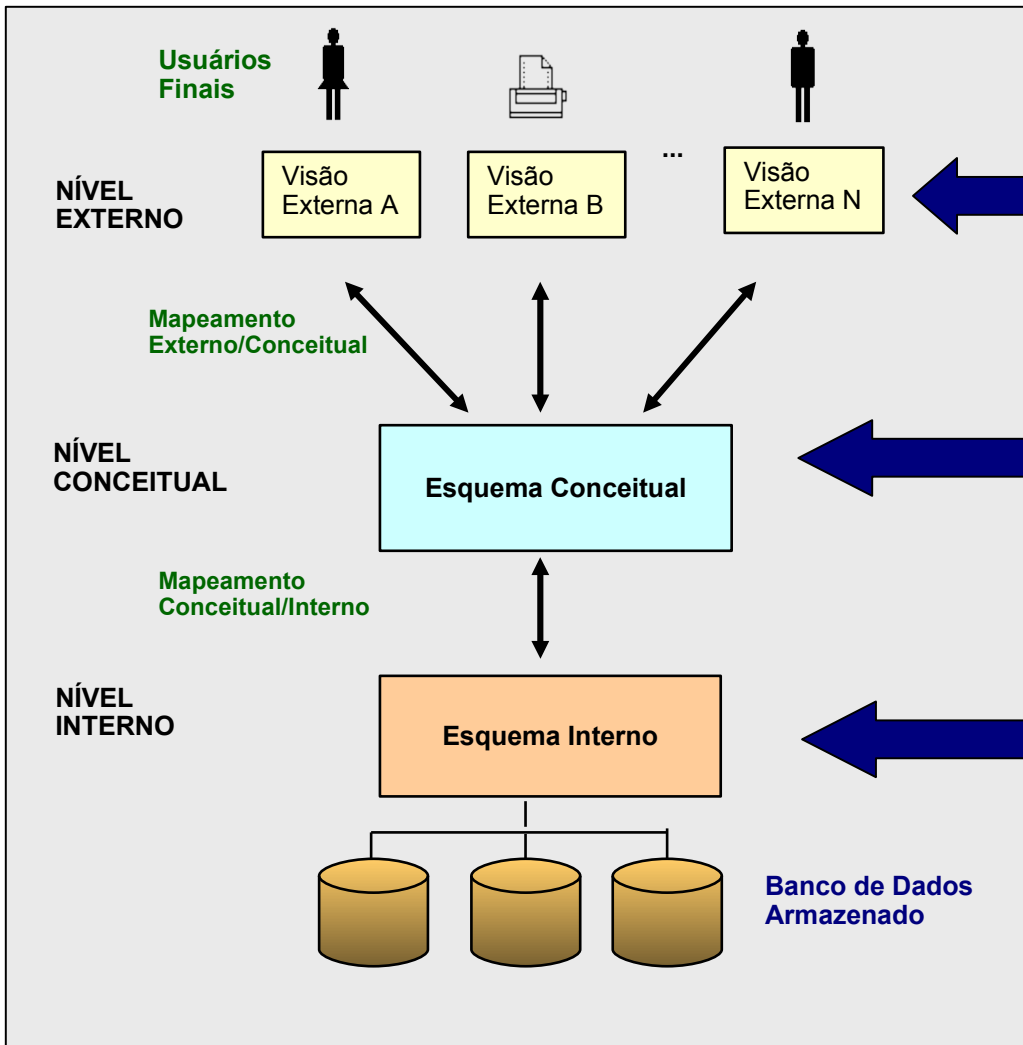 Usuários
Finais
...
NÍVEL
EXTERNO
Visão
Externa A
Visão
Externa B
Visão
Externa N
Mapeamento
Externo/Conceitual
NÍVEL
CONCEITUAL
Esquema Conceitual
Mapeamento
Conceitual/Interno
NÍVEL
INTERNO
Esquema Interno
Banco de Dados
Armazenado